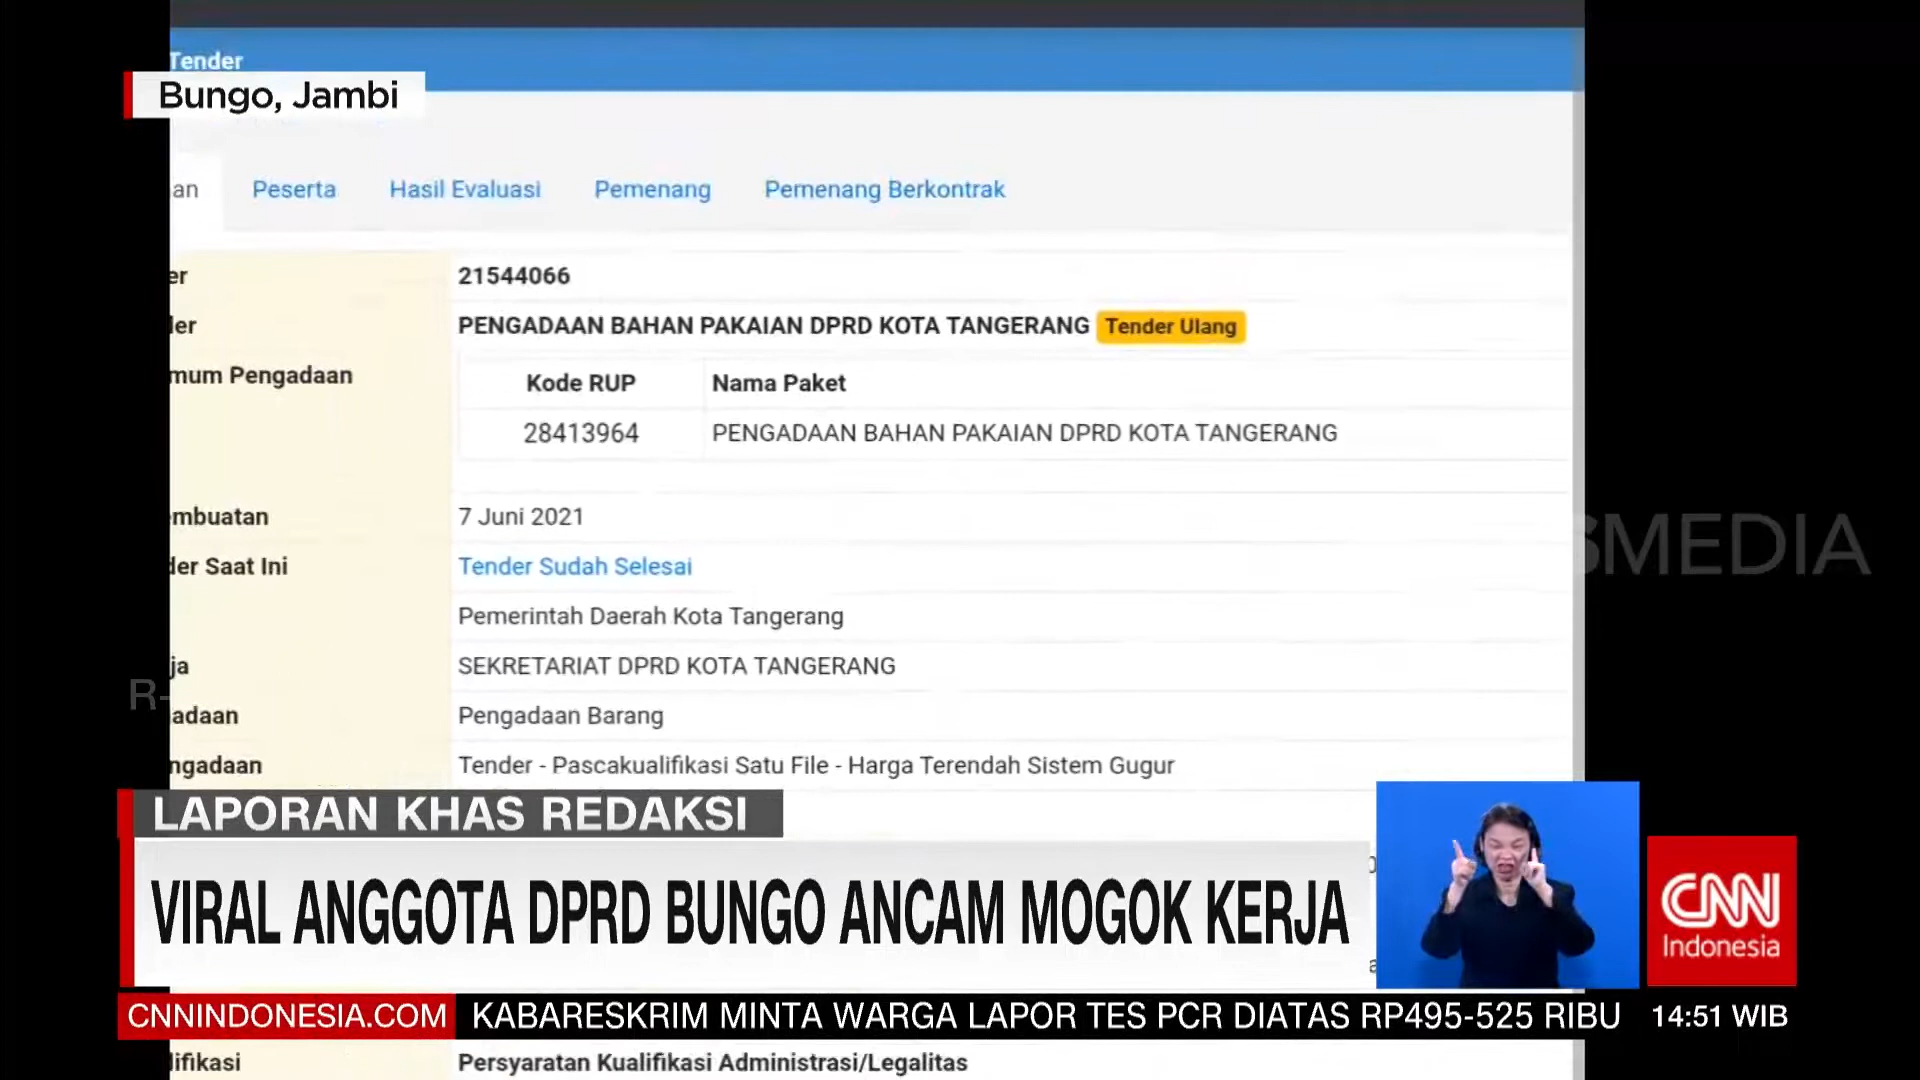 Tender
Bungo, Jambi
an Peserta Hasil Evaluasi Pemenang Pemenang Berkontrak
er 21544066
der PENGADAAN BAHAN PAKAIAN DPRD KOTA TANGERANG Tender Ulang
mum Pengadaan Kode RUP Nama Paket
28413964 PENGADAAN BAHAN PAKAIAN DPRD KOTA TANGERANG
embuatan 7 Juni 2021
der Saat Ini Tender Sudah Selesai
Pemerintah Daerah Kota Tangerang
SMEDIA
ja SEKRETARIAT DPRD KOTA TANGERANG
R-
adaan Pengadaan Barang
ngadaan Tender - Pascakualifikasi Satu File - Harga Terendah Sistem Gugur
LAPORAN KHAS REDAKSI
VIRAL ANGGOTA DPRD BUNGO ANCAM MOGOK KERJA
CNN
Indonesia
CNNINDONESIA.COM KABARESKRIM MINTA WARGA LAPOR TES PCR DIATAS RP495-525 RIBU 14:51 WIB
lifikasi Persyaratan Kualifikasi Administrasi/Legalitas